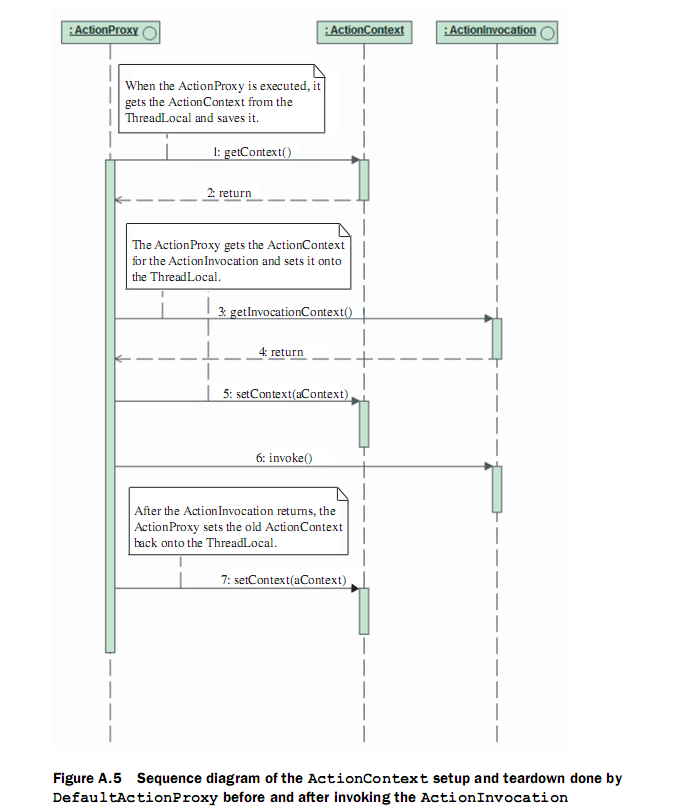 : ActionProxy
: ActionContext
: ActionInvocation
When the ActionProxy is executed, it
gets the ActionContext from the
ThreadLocal and saves it.
1: getContext()
2: return
The ActionProxy gets the ActionContext
for the ActionInvocation and sets it onto
the ThreadLocal.
3: getInvocationContext()
4: return
5: setContext(aContext)
6: invoke()
After the ActionInvocation returns, the
ActionProxy sets the old ActionContext
back onto the ThreadLocal.
7: setContext(aContext)
Figure A.5 Sequence diagram of the ActionContext setup and teardown done by
DefaultActionProxy before and after invoking the ActionInvocation